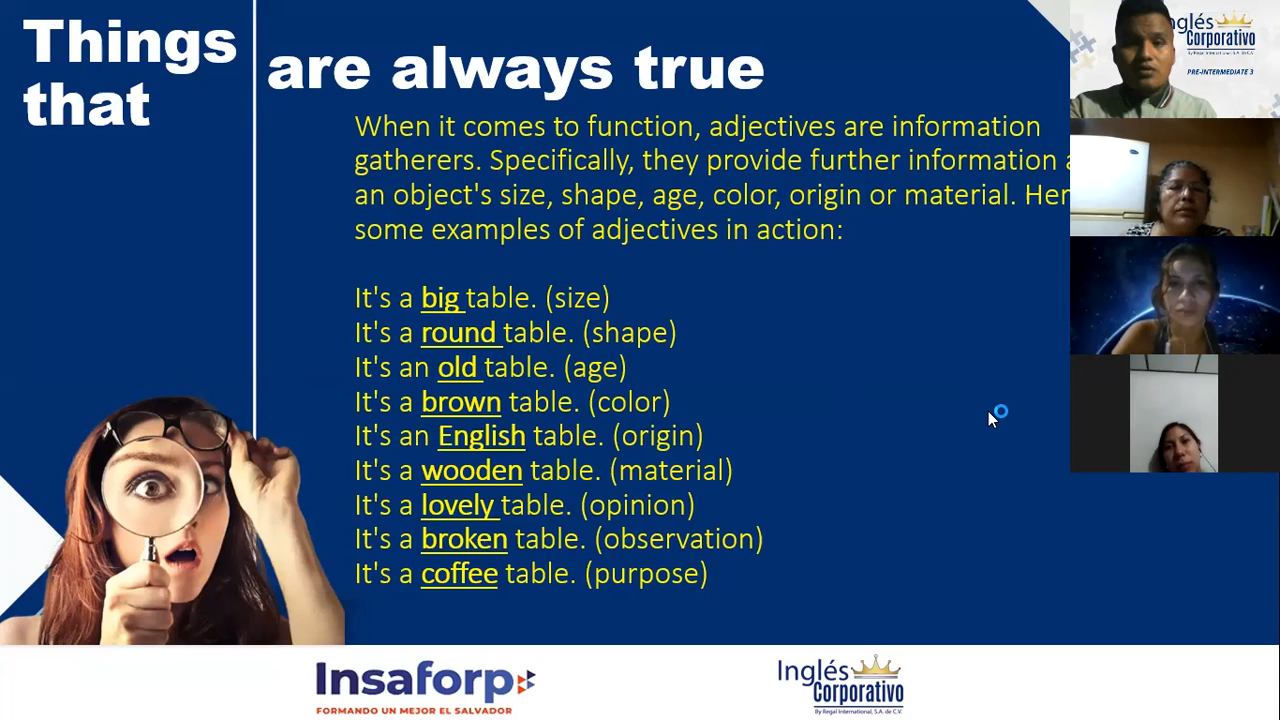 Things
that
are always true
When it comes to function, adjectives are information
gatherers. Specifically, they provide further information
an object's size, shape, age, color, origin or material.
some examples of adjectives in action:
It's a big table. (size)
It's a round table. (shape)
It's an old table. (age)
It's a brown table. (color)
It's an English table. (origin)
It's a wooden table. (material)
It's a lovely table. (opinion)
It's a broken table. (observation)
It's a coffee table. (purpose)
Corporativo
By Regal International, S.A. de C.V.
PRE-INTERMEDIATE 3
Insaforp
FORMANDO UN MEJOR EL SALVADOR
Inglés
Corporativo
By Regal International, S.A. de C.V.